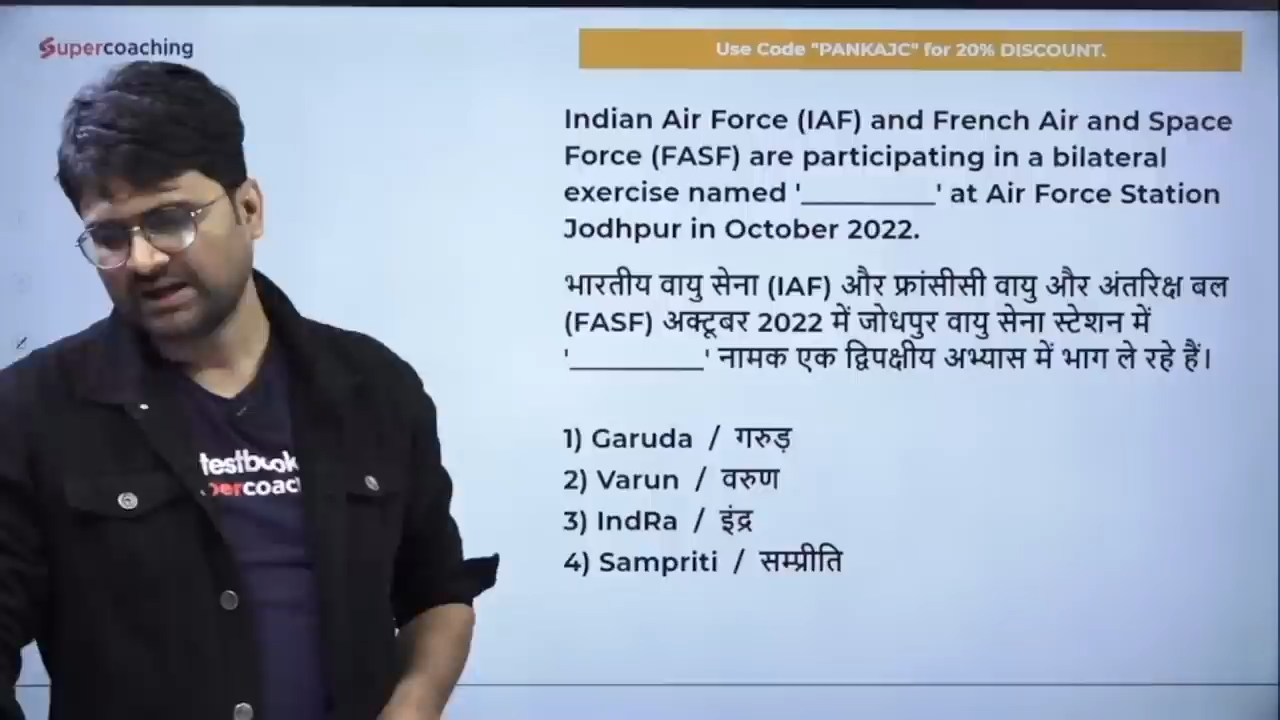 Supercoaching
Use Code "PANKAJC" for 20% DISCOUNT.
Indian Air Force (IAF) and French Air and Space
Force (FASF) are participating in a bilateral
exercise named '_________' at Air Force Station
Jodhpur in October 2022.
भारतीय वायु सेना (IAF) और फ्रांसीसी वायु और अंतरिक्ष बल
(FASF) अक्टूबर 2022 में जोधपुर वायु सेना स्टेशन में
'_________' नामक एक द्विपक्षीय अभ्यास में भाग ले रहे हैं।
1) Garuda / गरुड़
2) Varun / वरुण
3) IndRa / इंद्र
4) Sampriti / सम्प्रीति
testbook
percoac